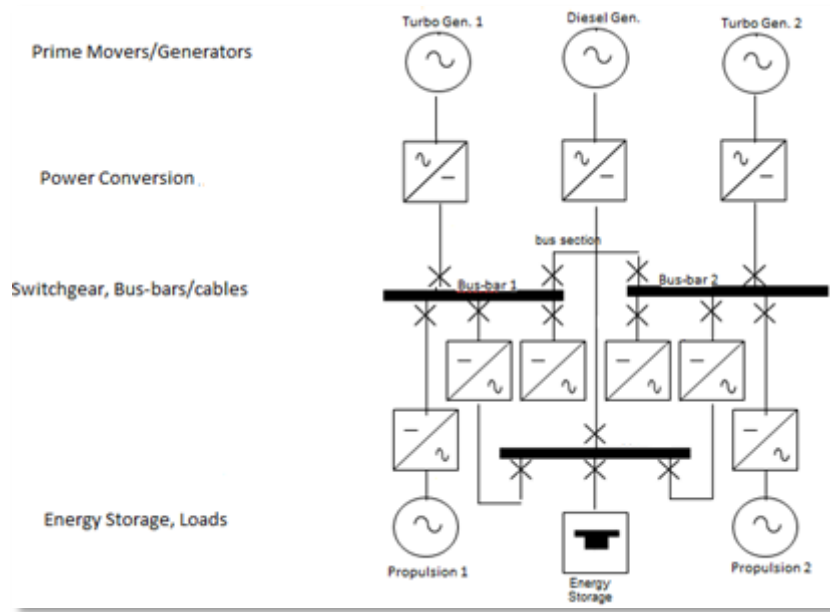 Turbo Gen. 1
Diesel Gen.
Turbo Gen. 2
Prime Movers/Generators
Power Conversion
bus section
Switchgear, Bus-bars/cables
Bus-bar 1
Bus-bar 2
Energy Storage, Loads
Propulsion 1
Energy
Storage
Propulsion 2